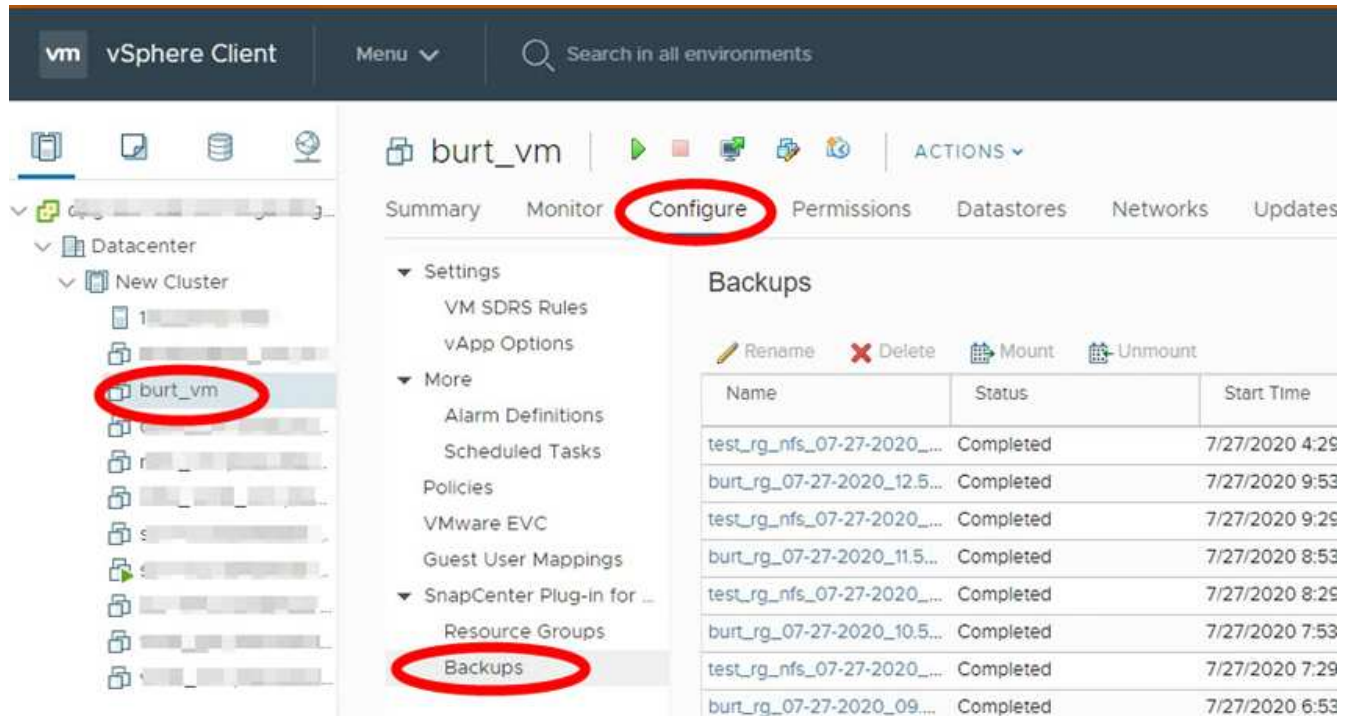 vm vSphere Client Menu Search in all environments
burt_vm ACTIONS
Summary Monitor Configure Permissions Datastores Networks Updates
Datacenter
New Cluster
burt_vm
Settings
VM SDRS Rules
vApp Options
More
Alarm Definitions
Scheduled Tasks
Policies
VMware EVC
Guest User Mappings
SnapCenter Plug-in for ...
Resource Groups
Backups
Backups
Rename Delete Mount Unmount
Name Status Start Time
test_rg_nfs_07-27-2020_... Completed 7/27/2020 4:29
burt_rg_07-27-2020_12.5... Completed 7/27/2020 9:53
test_rg_nfs_07-27-2020_... Completed 7/27/2020 9:29
burt_rg_07-27-2020_11.5... Completed 7/27/2020 8:53
test_rg_nfs_07-27-2020_... Completed 7/27/2020 8:29
burt_rg_07-27-2020_10.5... Completed 7/27/2020 7:53
test_rg_nfs_07-27-2020_... Completed 7/27/2020 7:29
burt_rg_07-27-2020_09.... Completed 7/27/2020 6:53